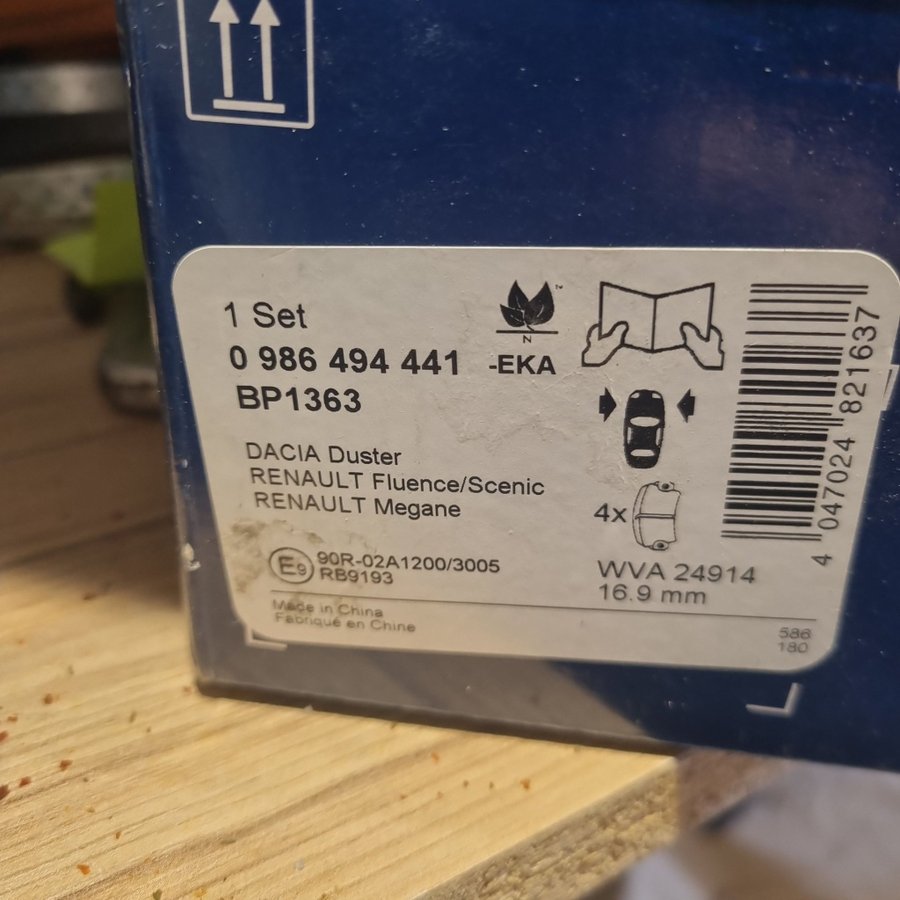 1 Set
0 986 494 441 -EKA
BP1363
DACIA Duster
RENAULT Fluence/Scenic
RENAULT Megane
E9 90R-02A1200/3005
RB9193
Made in China
Fabriqué en Chine
™
N
4x
WVA 24914
16.9 mm
586
180
4 047024 821637